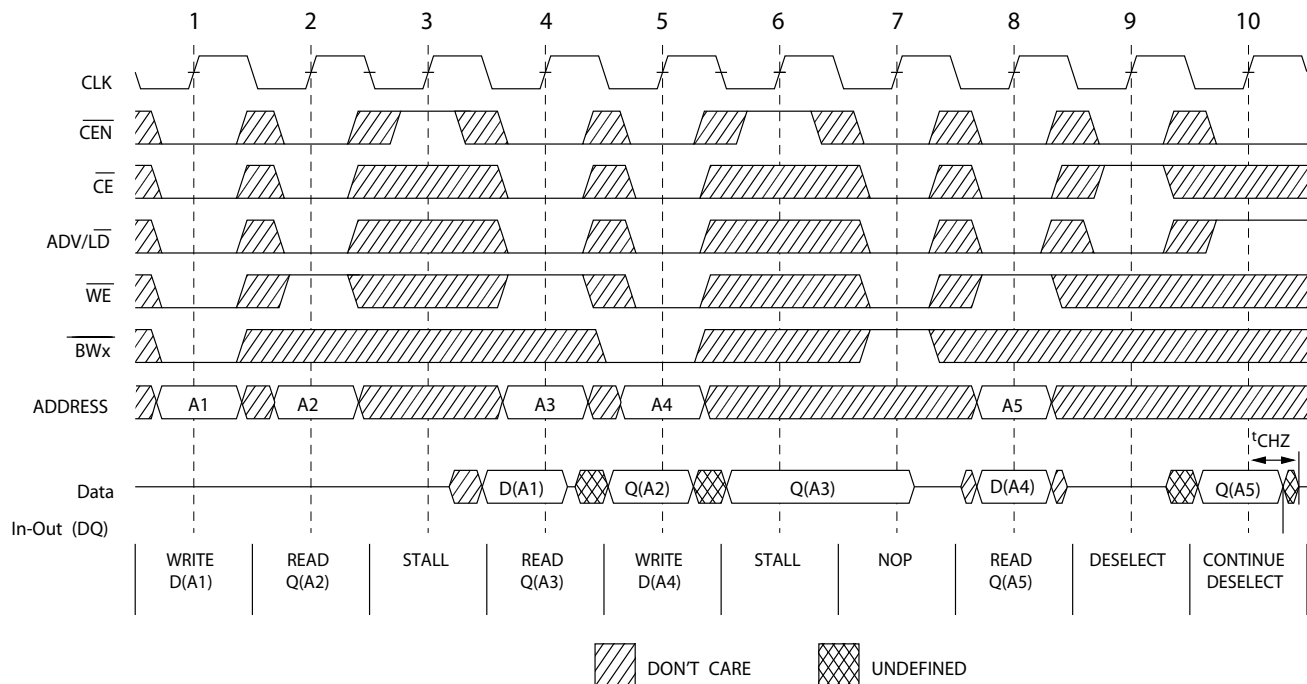 1 2 3 4 5 6 7 8 9 10
CLK
CEN
CE
ADV/LD
WE
BWx
ADDRESS A1 A2 A3 A4 A5
tCHZ
Data D(A1) Q(A2) Q(A3) D(A4) Q(A5)
In-Out (DQ)
WRITE READ STALL READ WRITE STALL NOP READ DESELECT CONTINUE
D(A1) Q(A2) Q(A3) D(A4) Q(A5) DESELECT
DON'T CARE UNDEFINED